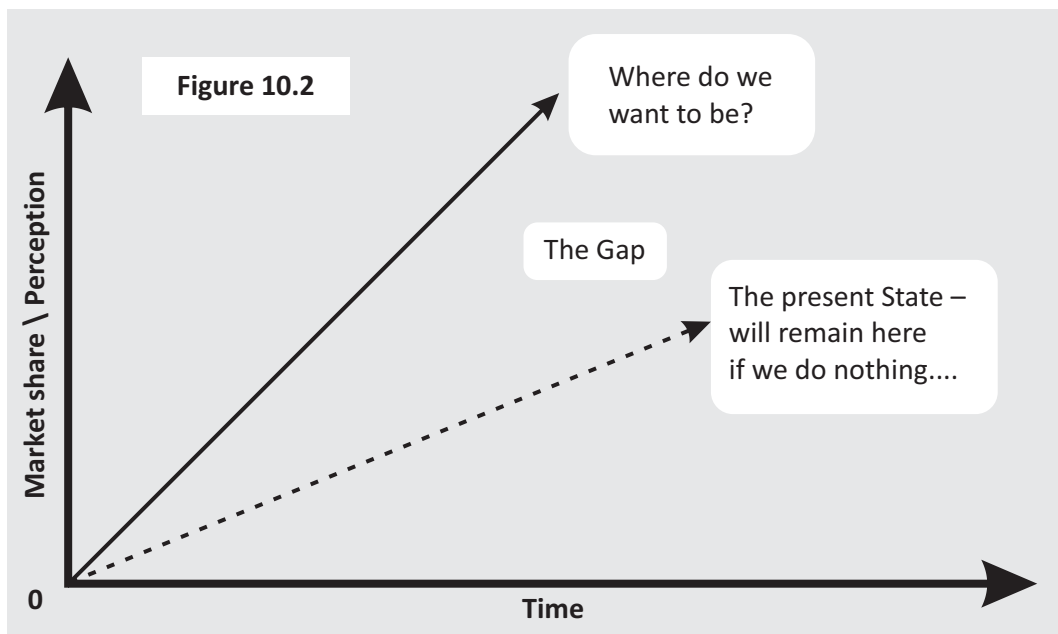 Figure 10.2
Where do we
want to be?
The Gap
The present State –
will remain here
if we do nothing....
Market share \ Perception
0
Time